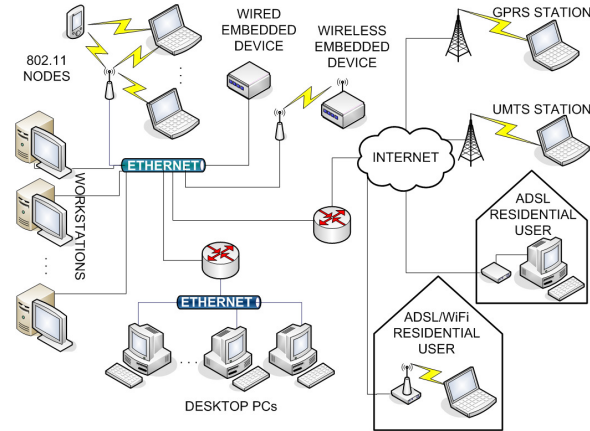 802.11
NODES
WIRED
EMBEDDED
DEVICE
WIRELESS
EMBEDDED
DEVICE
GPRS STATION
UMTS STATION
ETHERNET
INTERNET
WORKSTATIONS
ADSL
RESIDENTIAL
USER
ETHERNET
ADSL/WiFi
RESIDENTIAL
USER
DESKTOP PCs